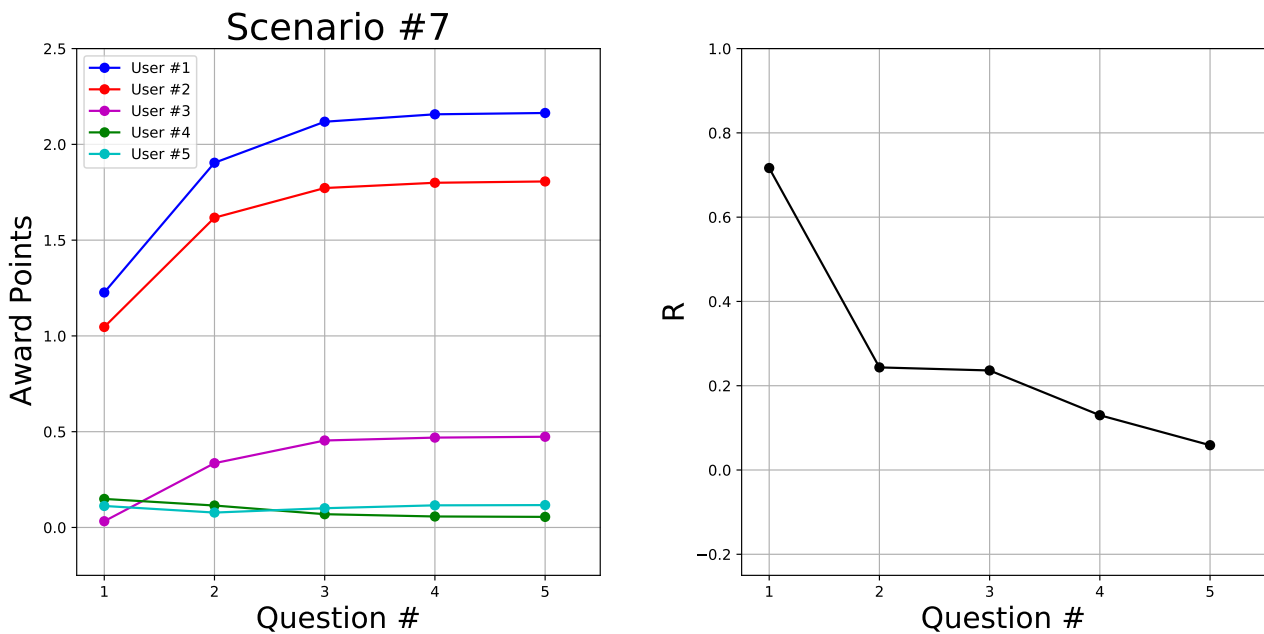 Scenario #7
2.5
2.0
1.5
1.0
0.5
0.0
Award Points
User #1
User #2
User #3
User #4
User #5
1 2 3 4 5
Question #
1.0
0.8
0.6
0.4
0.2
0.0
−0.2
R
1 2 3 4 5
Question #